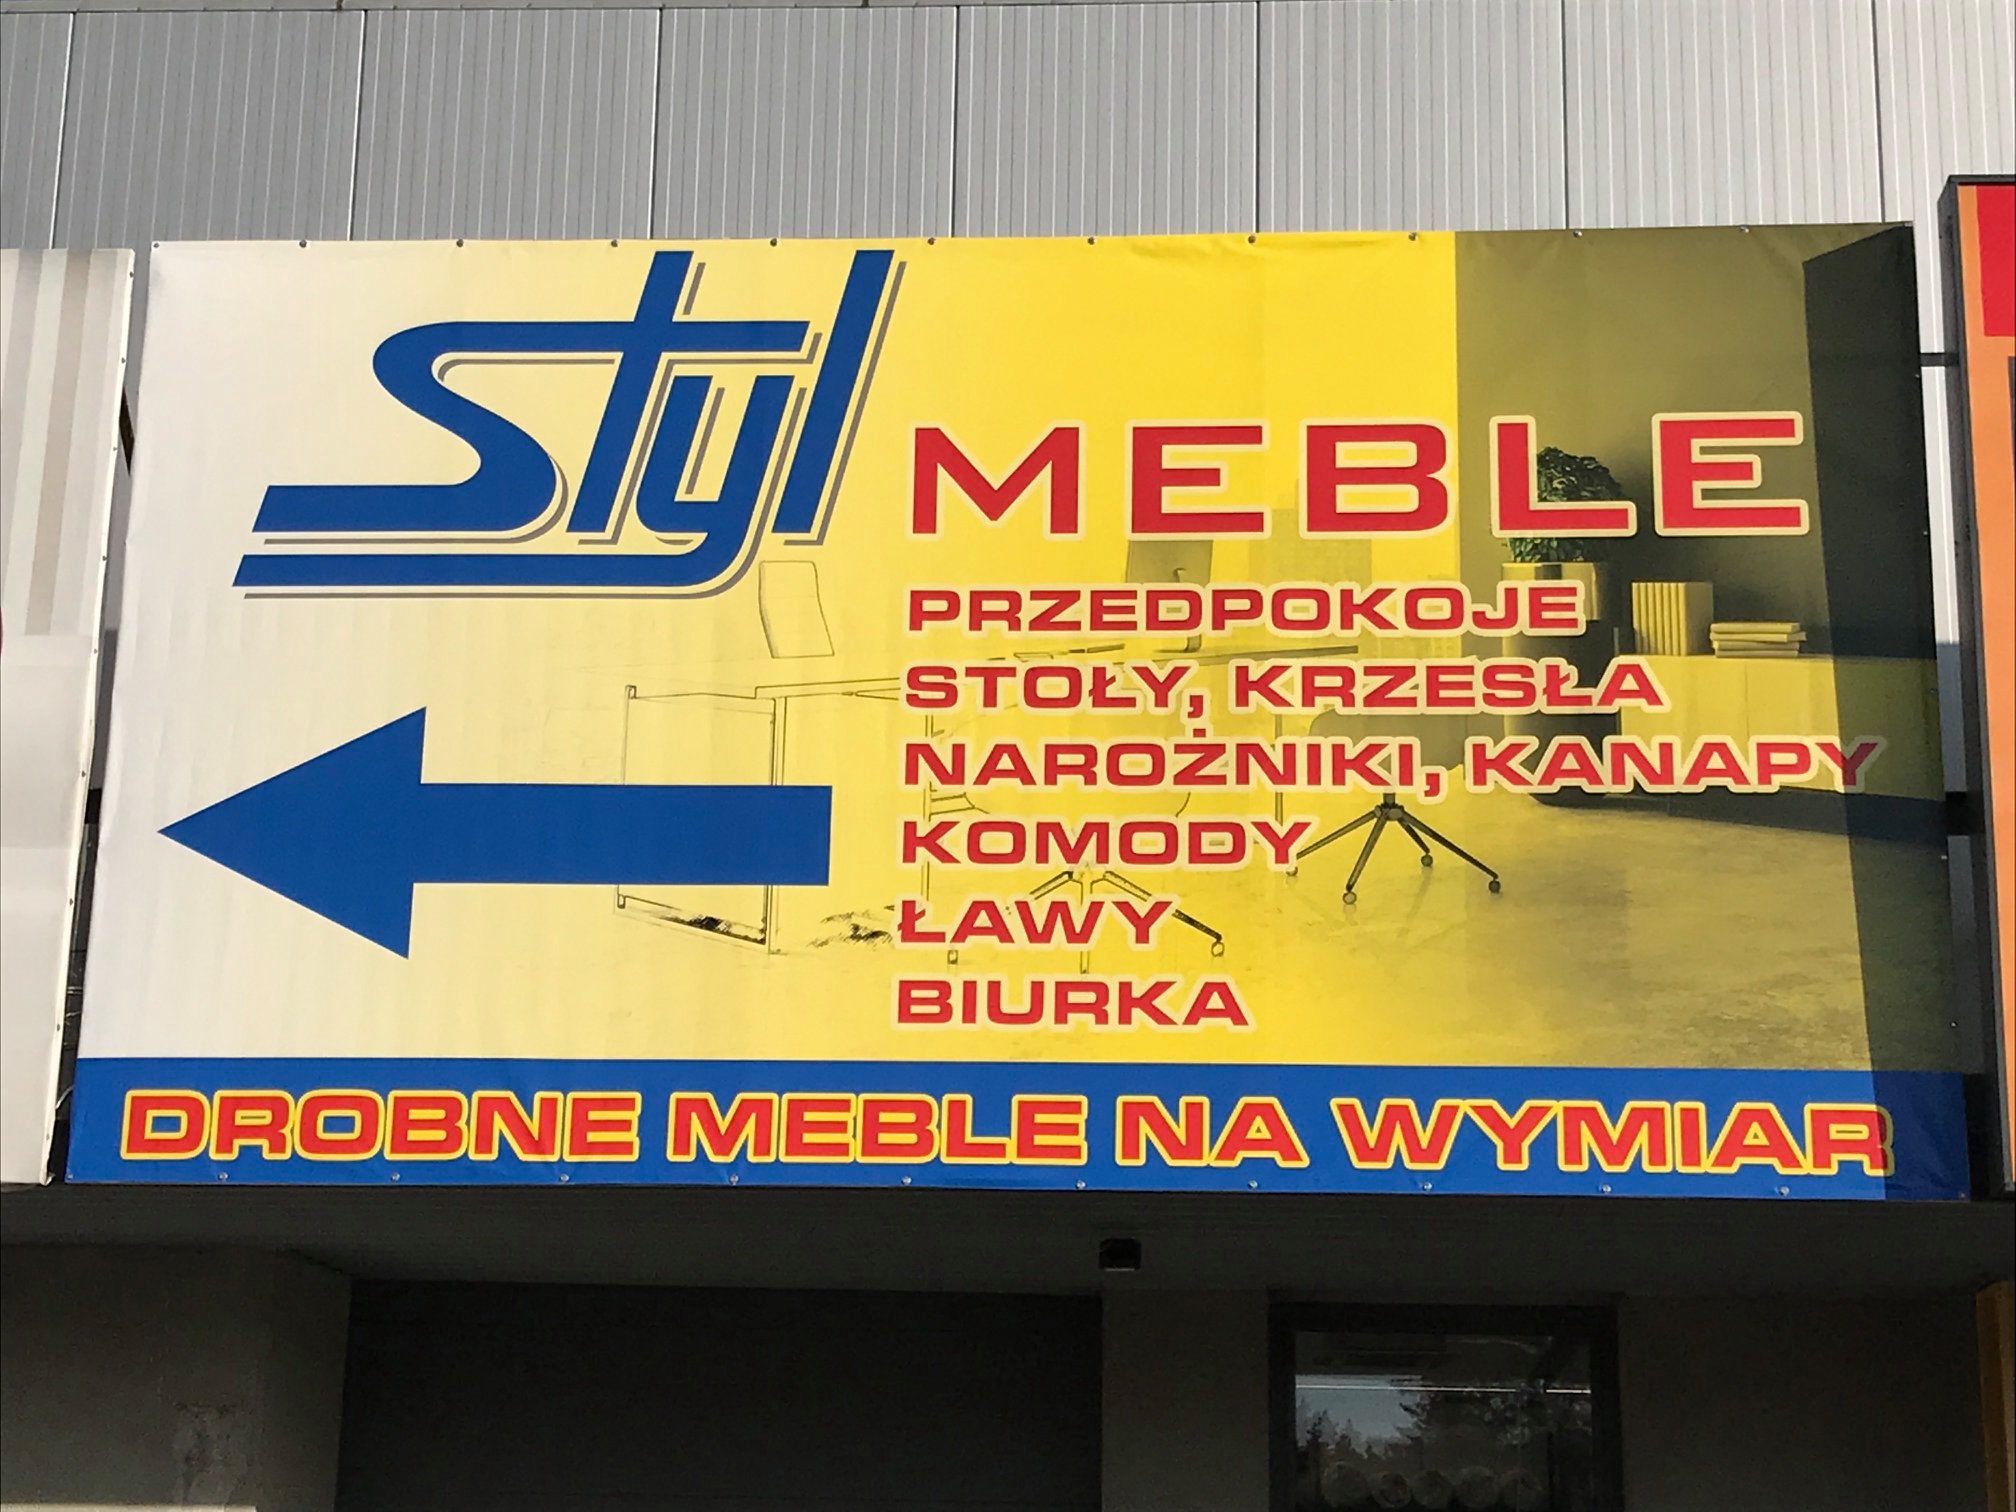 Styl
MEBLE
PRZEDPOKOJE
STOŁY, KRZESŁA
NAROŻNIKI, KANAPY
KOMODY
ŁAWY
BIURKA
DROBNE MEBLE NA WYMIAR